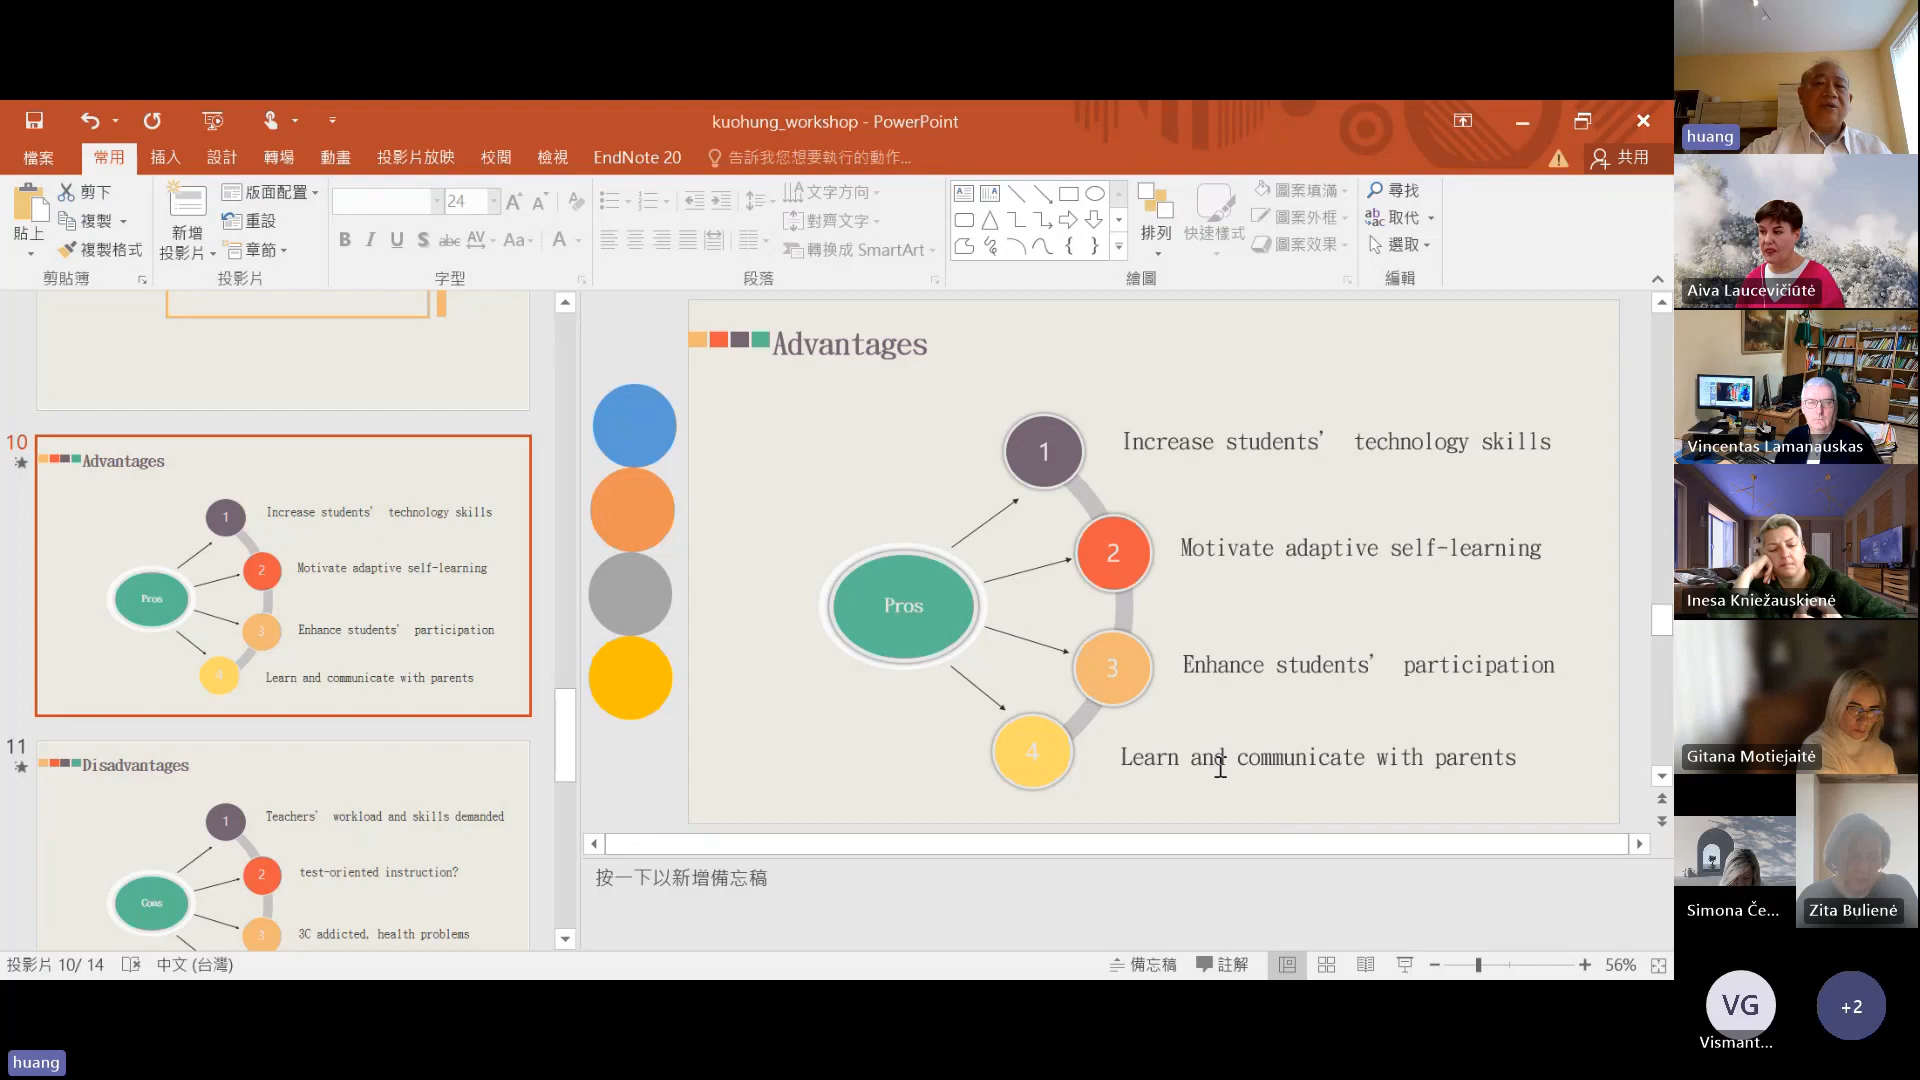 kuohung_workshop - PowerPoint
檔案 常用 插入 設計 轉場 動畫 投影片放映 校閱 檢視 EndNote 20 告訴我您想要執行的動作... 共用
貼上 剪下 複製 複製格式 剪貼簿
新增投影片 版面配置 重設 章節 投影片
24
B I U S abc AV Aa A
字型
文字方向 對齊文字 轉換成 SmartArt 段落
排列 快速樣式 圖案填滿 圖案外框 圖案效果 繪圖
尋找 取代 選取 編輯
10
Advantages
Pros
1 Increase students’ technology skills
2 Motivate adaptive self-learning
3 Enhance students’ participation
4 Learn and communicate with parents
11
Disadvantages
Cons
1 Teachers’ workload and skills demanded
2 test-oriented instruction?
3 3C addicted, health problems
Advantages
Pros
1 Increase students’ technology skills
2 Motivate adaptive self-learning
3 Enhance students’ participation
4 Learn and communicate with parents
按一下以新增備忘稿
投影片 10/ 14 中文 (台灣) 備忘稿 註解 56%
huang
huang
Aiva Laucevičiūtė
Vincentas Lamanauskas
Inesa Kniežauskienė
Gitana Motiejaitė
Simona Če...
Zita Bulienė
VG
Vismant...
+2